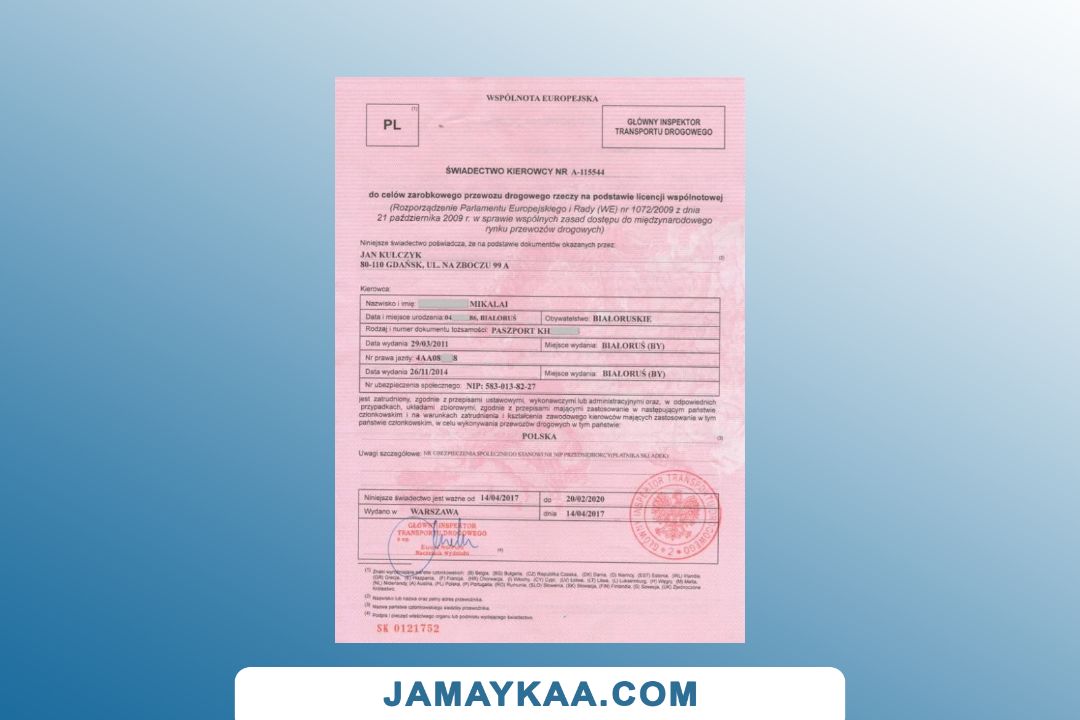 WSPÓLNOTA EUROPEJSKA
(1)
PL
GŁÓWNY INSPEKTOR
TRANSPORTU DROGOWEGO
ŚWIADECTWO KIEROWCY NR A-115544
do celów zarobkowego przewozu drogowego rzeczy na podstawie licencji wspólnotowej
(Rozporządzenie Parlamentu Europejskiego i Rady (WE) nr 1072/2009 z dnia
21 października 2009 r. w sprawie wspólnych zasad dostępu do międzynarodowego
rynku przewozów drogowych)
Niniejsze świadectwo poświadcza, że na podstawie dokumentów okazanych przez:
JAN KULCZYK (2)
80-110 GDAŃSK, UL. NA ZBOCZU 99 A
Kierowca:
Nazwisko i imię: MIKALAI
Data i miejsce urodzenia: 04 86, BIAŁORUŚ Obywatelstwo: BIAŁORUSKIE
Rodzaj i numer dokumentu tożsamości: PASZPORT KH
Data wydania 29/03/2011 Miejsce wydania: BIAŁORUŚ (BY)
Nr prawa jazdy: 4AA08 8
Data wydania 26/11/2014 Miejsce wydania: BIAŁORUŚ (BY)
Nr ubezpieczenia społecznego: NIP: 583-013-82-27
jest zatrudniony, zgodnie z przepisami ustawowymi, wykonawczymi lub administracyjnymi oraz, w odpowiednich
przypadkach, układami zbiorowymi, zgodnie z przepisami mającymi zastosowanie w następującym państwie
członkowskim i na warunkach zatrudnienia i kształcenia zawodowego kierowców mających zastosowanie w tym
państwie członkowskim, w celu wykonywania przewozów drogowych w tym państwie:
POLSKA (3)
Uwagi szczegółowe: NR UBEZPIECZENIA SPOŁECZNEGO STANOWI NR NIP PRZEDSIĘBIORCY(PŁATNIKA SKŁADEK)
Niniejsze świadectwo jest ważne od 14/04/2017 do 20/02/2020
Wydano w WARSZAWA dnia 14/04/2017
GŁÓWNY INSPEKTOR
TRANSPORTU DROGOWEGO
z up.
Naczelnik Wydziału
(4)
GŁÓWNY INSPEKTOR TRANSPORTU DROGOWEGO * 2 *
(1) Znaki wyróżniające państw członkowskich: (B) Belgia, (BG) Bułgaria, (CZ) Republika Czeska, (DK) Dania, (D) Niemcy, (EST) Estonia, (IRL) Irlandia,
(GR) Grecja, (E) Hiszpania, (F) Francja, (HR) Chorwacja, (I) Włochy, (CY) Cypr, (LV) Łotwa, (LT) Litwa, (L) Luksemburg, (H) Węgry, (M) Malta,
(NL) Niderlandy, (A) Austria, (PL) Polska, (P) Portugalia, (RO) Rumunia, (SLO) Słowenia, (SK) Słowacja, (FIN) Finlandia, (S) Szwecja, (UK) Zjednoczone
Królestwo.
(2) Nazwisko lub nazwa oraz pełny adres przewoźnika.
(3) Nazwa państwa członkowskiego siedziby przewoźnika.
(4) Podpis i pieczęć właściwego organu lub podmiotu wydającego świadectwo.
SK 0121752
JAMAYKAA.COM